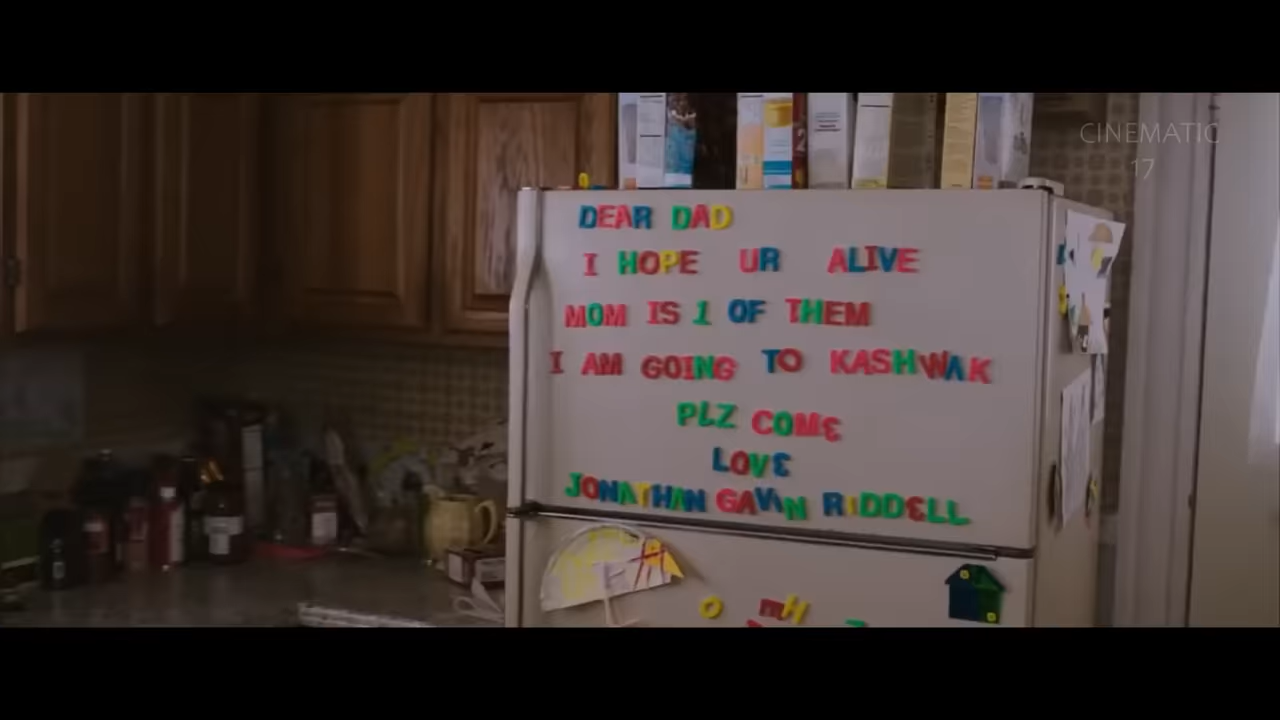 CINEMATIC
17
DEAR DAD
I HOPE UR ALIVE
MOM IS 1 OF THEM
I AM GOING TO KASHWAK
PLZ COME
LOVE
JONATHAN GAVIN RIDDELL